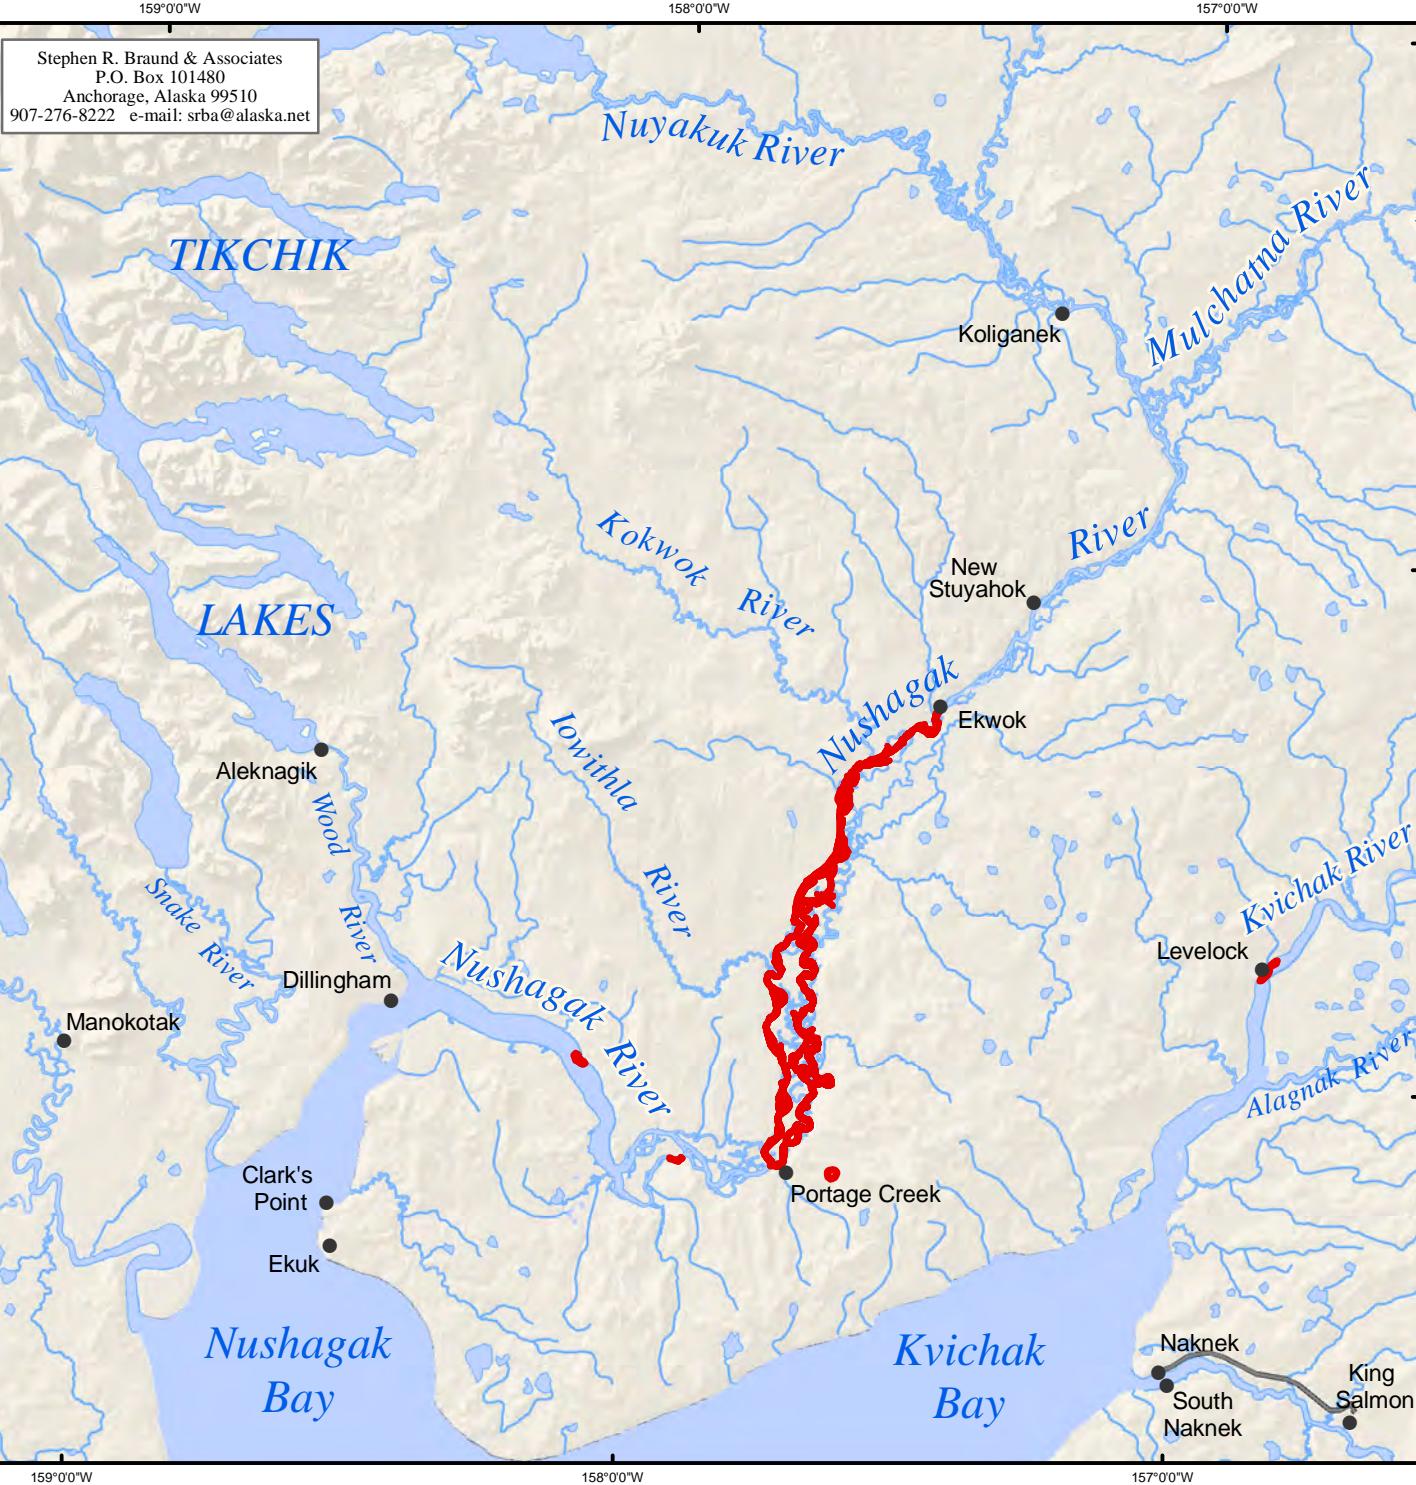 159°0'0"W
158°0'0"W
157°0'0"W
Stephen R. Braund & Associates
P.O. Box 101480
Anchorage, Alaska 99510
907-276-8222 e-mail: srba@alaska.net
Nuyakuk River
Mulchatna River
TIKCHIK
Koliganek
Kokwok
River
River
New
Stuyahok
LAKES
Nushagak
Ekwok
Iowithla
River
Aleknagik
Wood
River
Snake River
Kvichak River
Levelock
Dillingham
Nushagak
River
Manokotak
Alagnak River
Clark's
Point
Portage Creek
Ekuk
Nushagak
Bay
Kvichak
Bay
Naknek
South
Naknek
King
Salmon
159°0'0"W
158°0'0"W
157°0'0"W